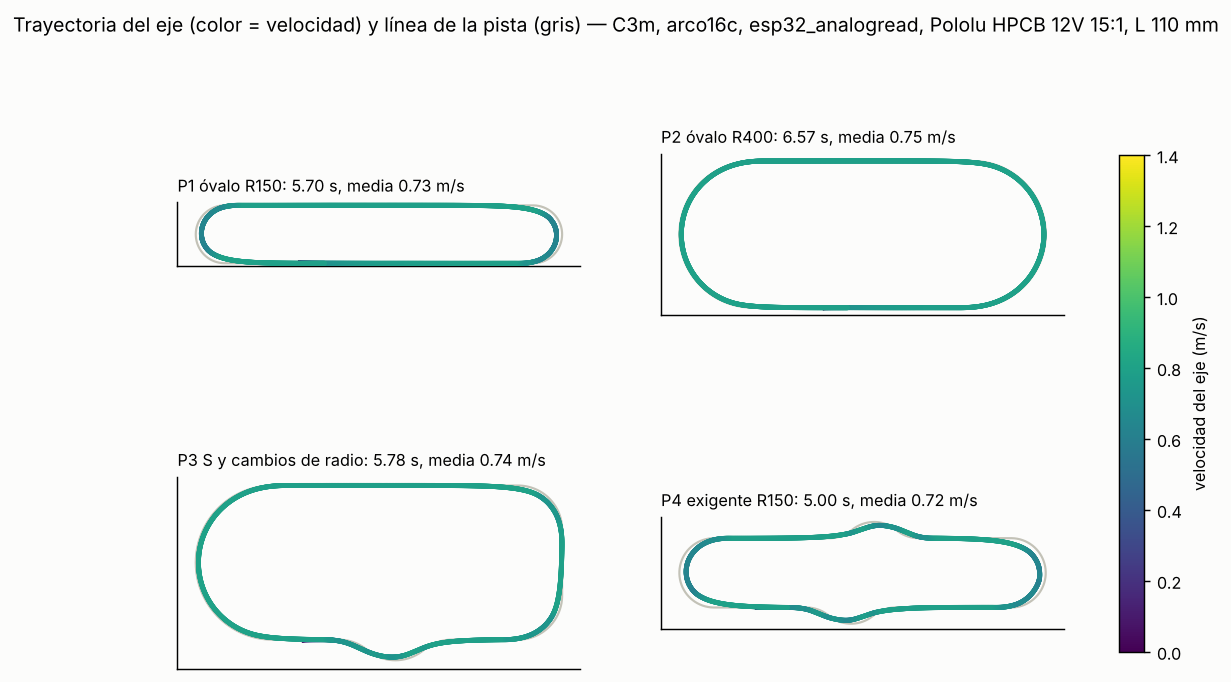 Trayectoria del eje (color = velocidad) y línea de la pista (gris) — C3m, arco16c, esp32_analogread, Pololu HPCB 12V 15:1, L 110 mm
P1 óvalo R150: 5.70 s, media 0.73 m/s
P2 óvalo R400: 6.57 s, media 0.75 m/s
P3 S y cambios de radio: 5.78 s, media 0.74 m/s
P4 exigente R150: 5.00 s, media 0.72 m/s
1.4
1.2
1.0
0.8
0.6
0.4
0.2
0.0
velocidad del eje (m/s)